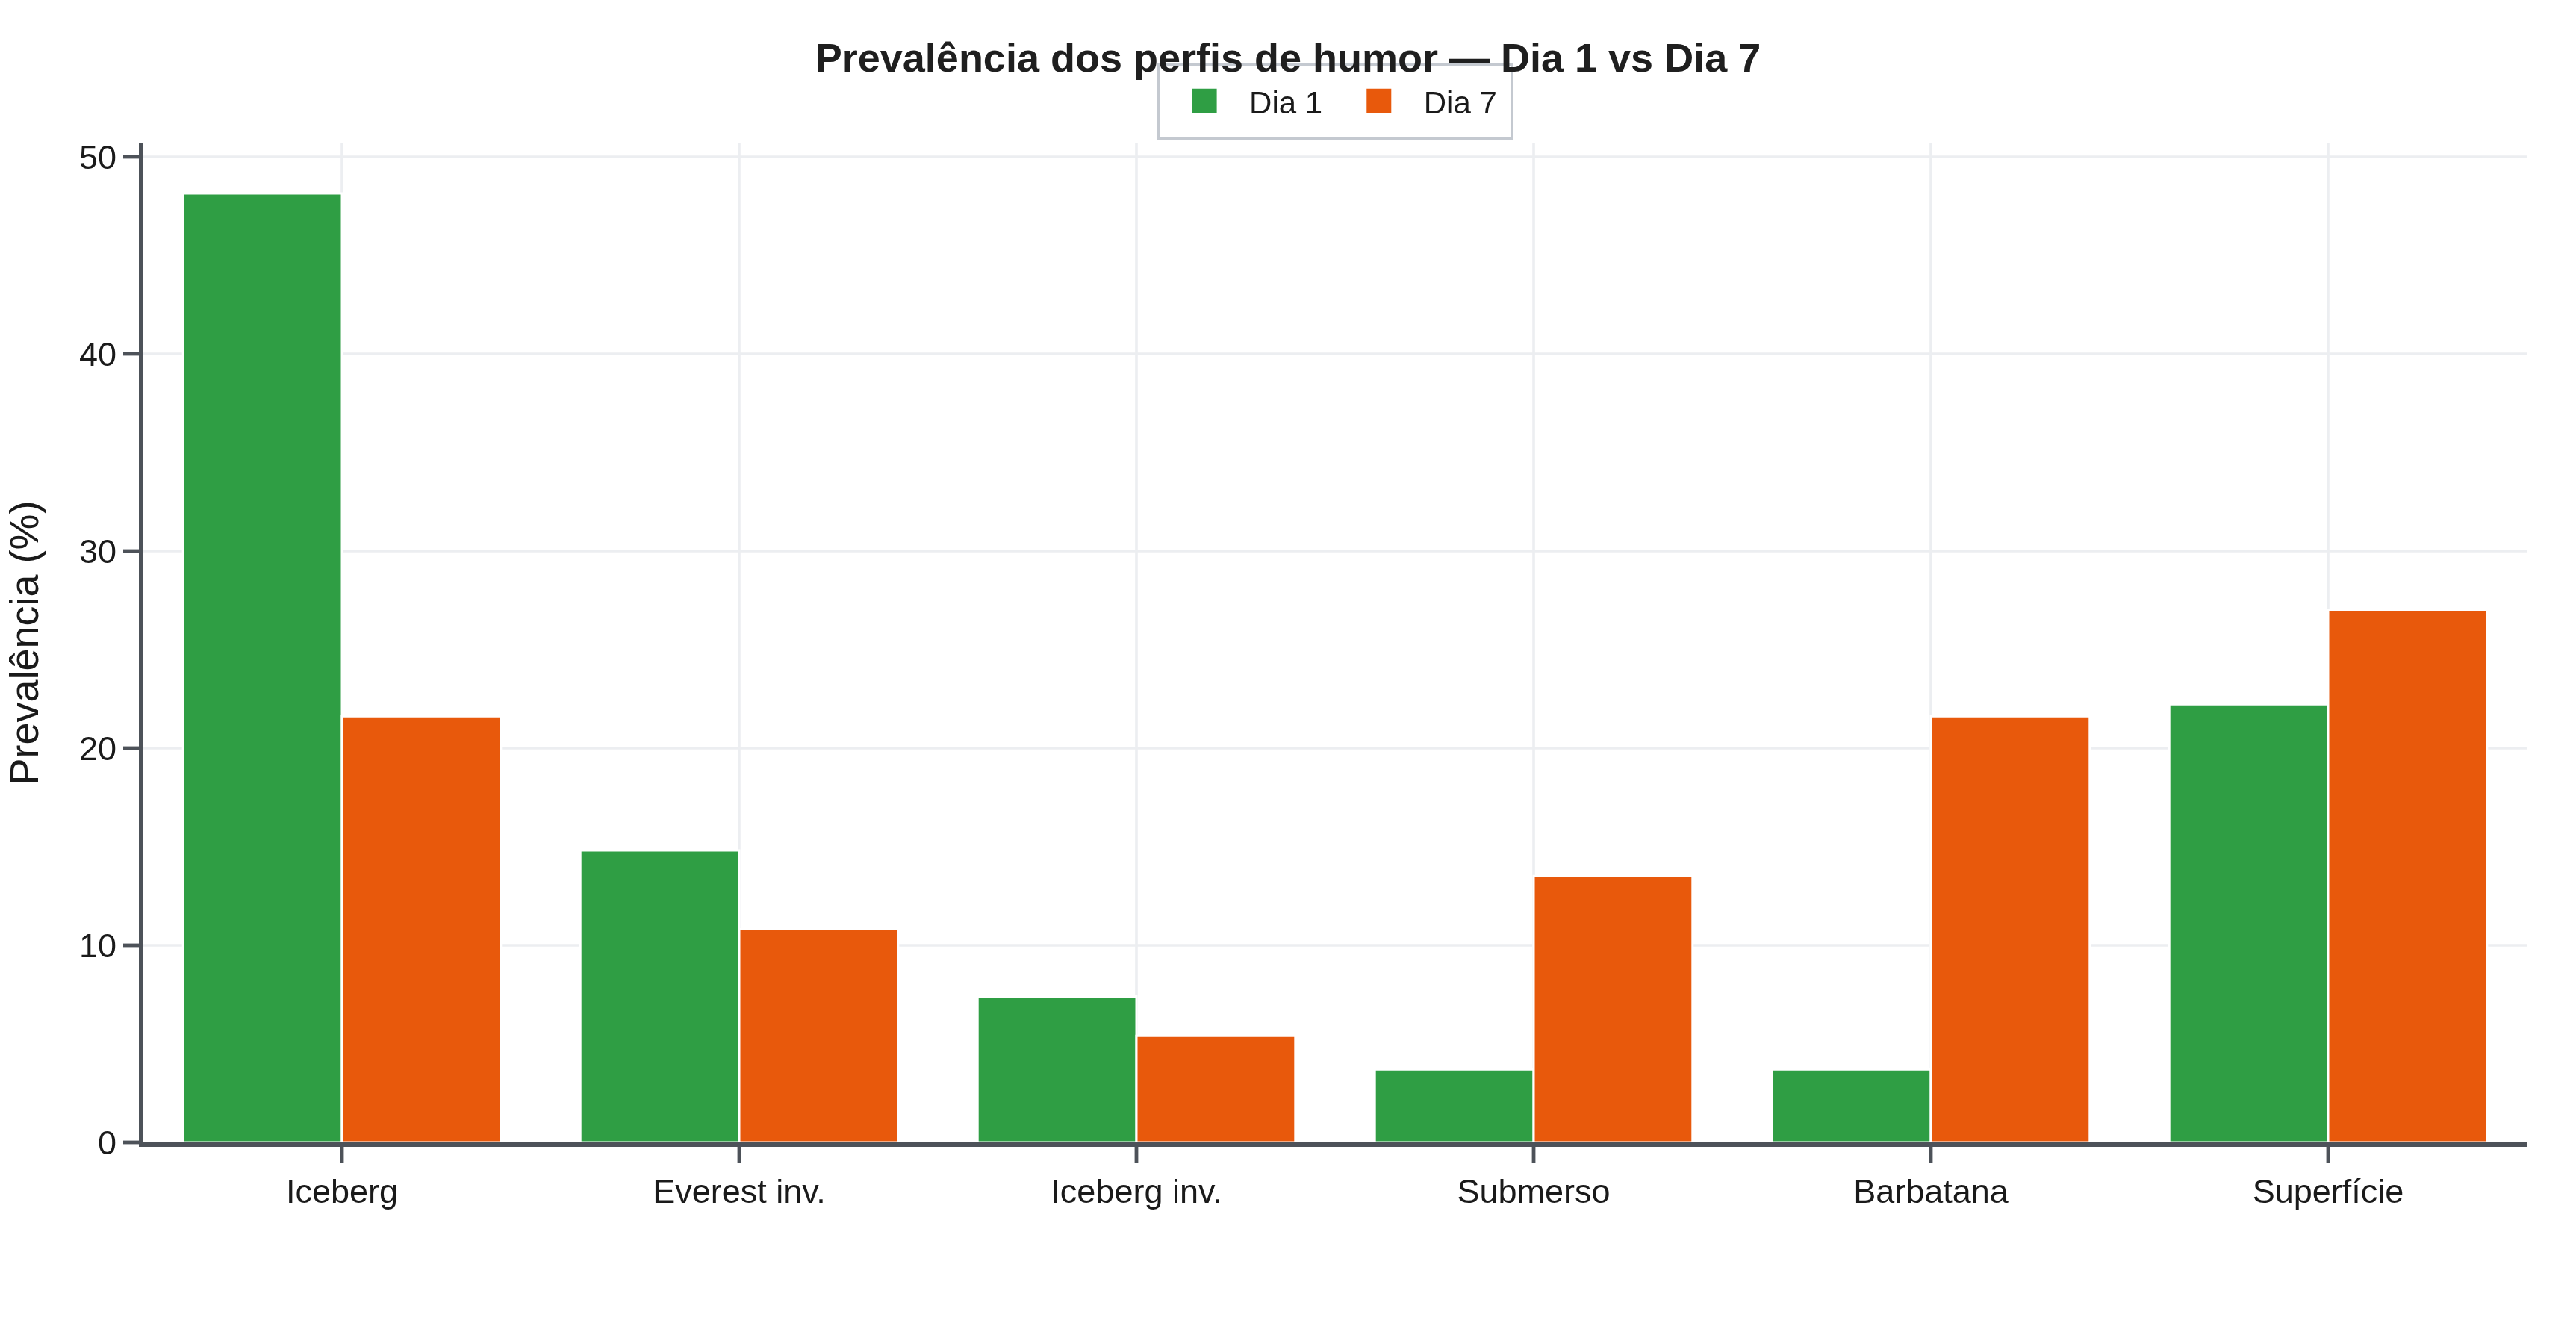 Prevalência dos perfis de humor — Dia 1 vs Dia 7
Dia 1 Dia 7
Prevalência (%)
50
40
30
20
10
0
Iceberg Everest inv. Iceberg inv. Submerso Barbatana Superfície